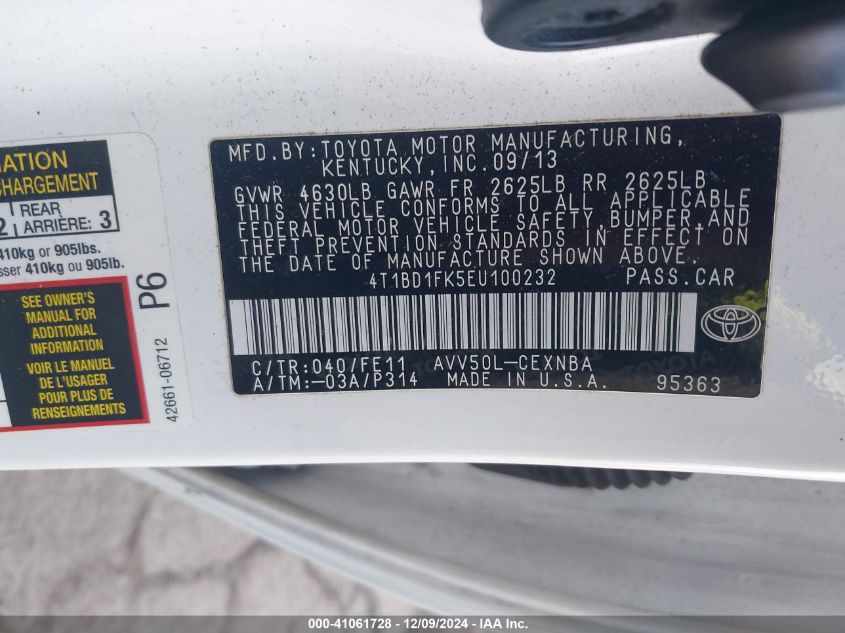 MATION
CHARGEMENT
2 REAR ARRIÈRE: 3
410kg or 905lbs.
sser 410kg ou 905lb.
SEE OWNER'S
MANUAL FOR
ADDITIONAL
INFORMATION
VOIR LE MANUEL
DE L'USAGER
POUR PLUS DE
RENSEIGNEMENTS
P6
42661-06712
MFD.BY:TOYOTA MOTOR MANUFACTURING,
KENTUCKY,INC.09/13
GVWR 4630LB GAWR FR 2625LB RR 2625LB
THIS VEHICLE CONFORMS TO ALL APPLICABLE
FEDERAL MOTOR VEHICLE SAFETY,BUMPER,AND
THEFT PREVENTION STANDARDS IN EFFECT ON
THE DATE OF MANUFACTURE SHOWN ABOVE.
4T1BD1FK5EU100232 PASS.CAR
C/TR:040/FE11 AVV50L-CEXNBA
A/TM:-03A/P314 MADE IN U.S.A. 95363
000-41061728 - 12/09/2024 - IAA Inc.